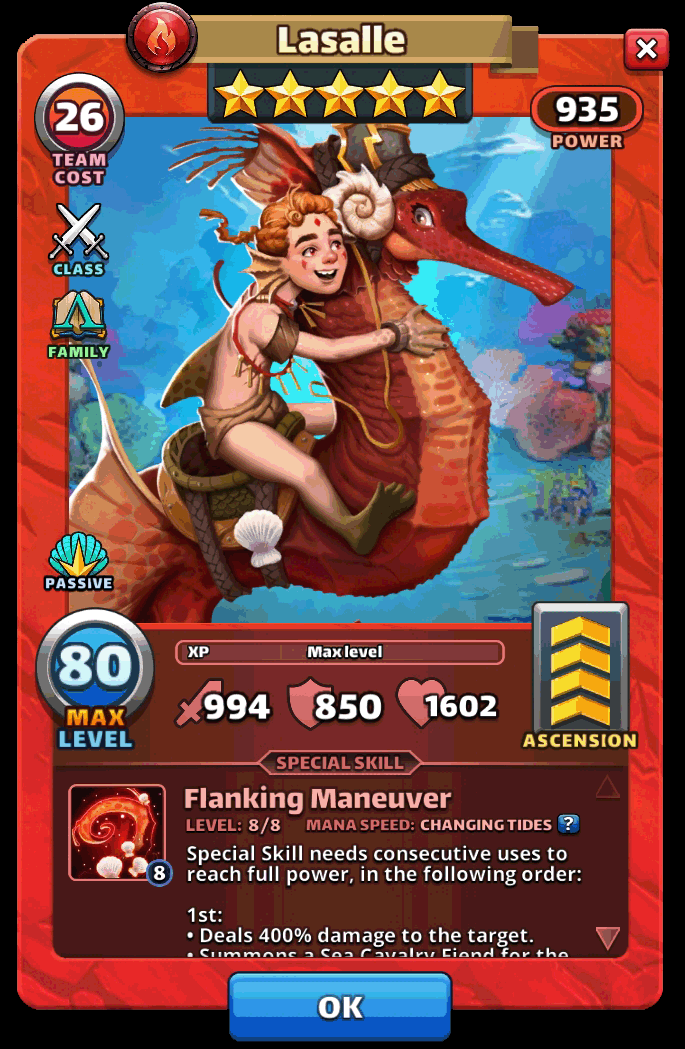 Lasalle
26
TEAM
COST
935
POWER
CLASS
FAMILY
PASSIVE
80
MAX
LEVEL
XP Max level
994 850 1602
ASCENSION
SPECIAL SKILL
Flanking Maneuver
LEVEL: 8/8 MANA SPEED: CHANGING TIDES ?
8
Special Skill needs consecutive uses to
reach full power, in the following order:
1st:
• Deals 400% damage to the target.
• Summons a Sea Cavalry Fiend for the
OK